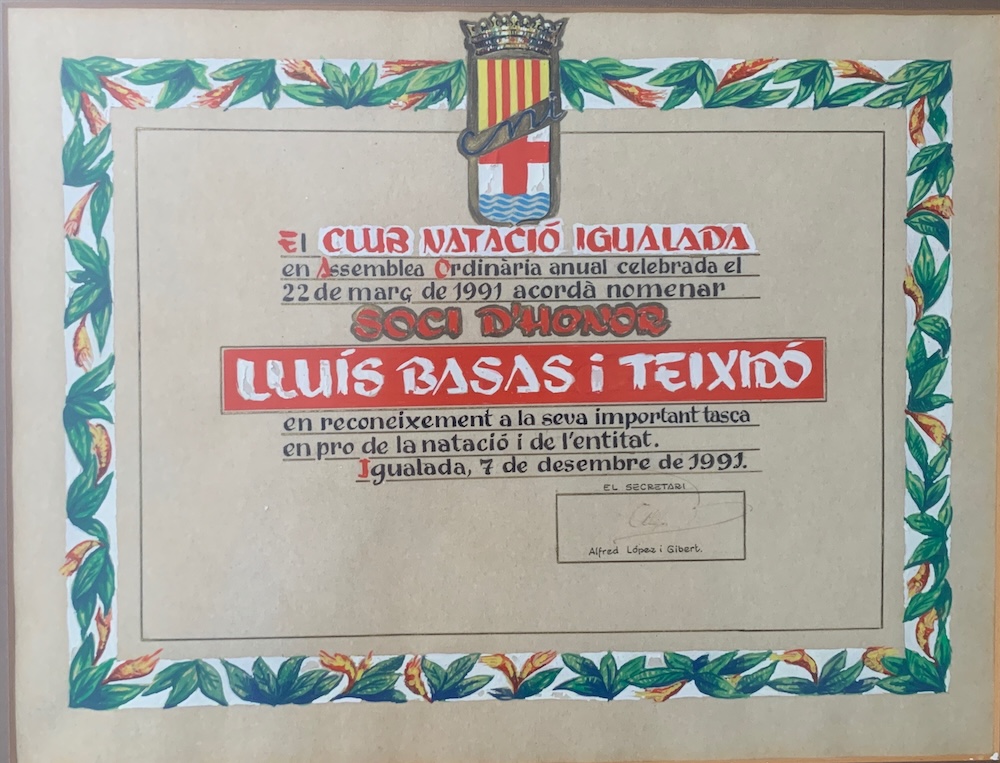 cni
El CLUB NATACIÓ IGUALADA
en Assemblea Ordinària anual celebrada el
22 de març de 1991 acordà nomenar
SOCI D'HONOR
LLUÍS BASAS i TEIXIDÓ
en reconeixement a la seva important tasca
en pro de la natació i de l'entitat.
Igualada, 7 de desembre de 1991.
EL SECRETARI
Alfred López i Gibert.